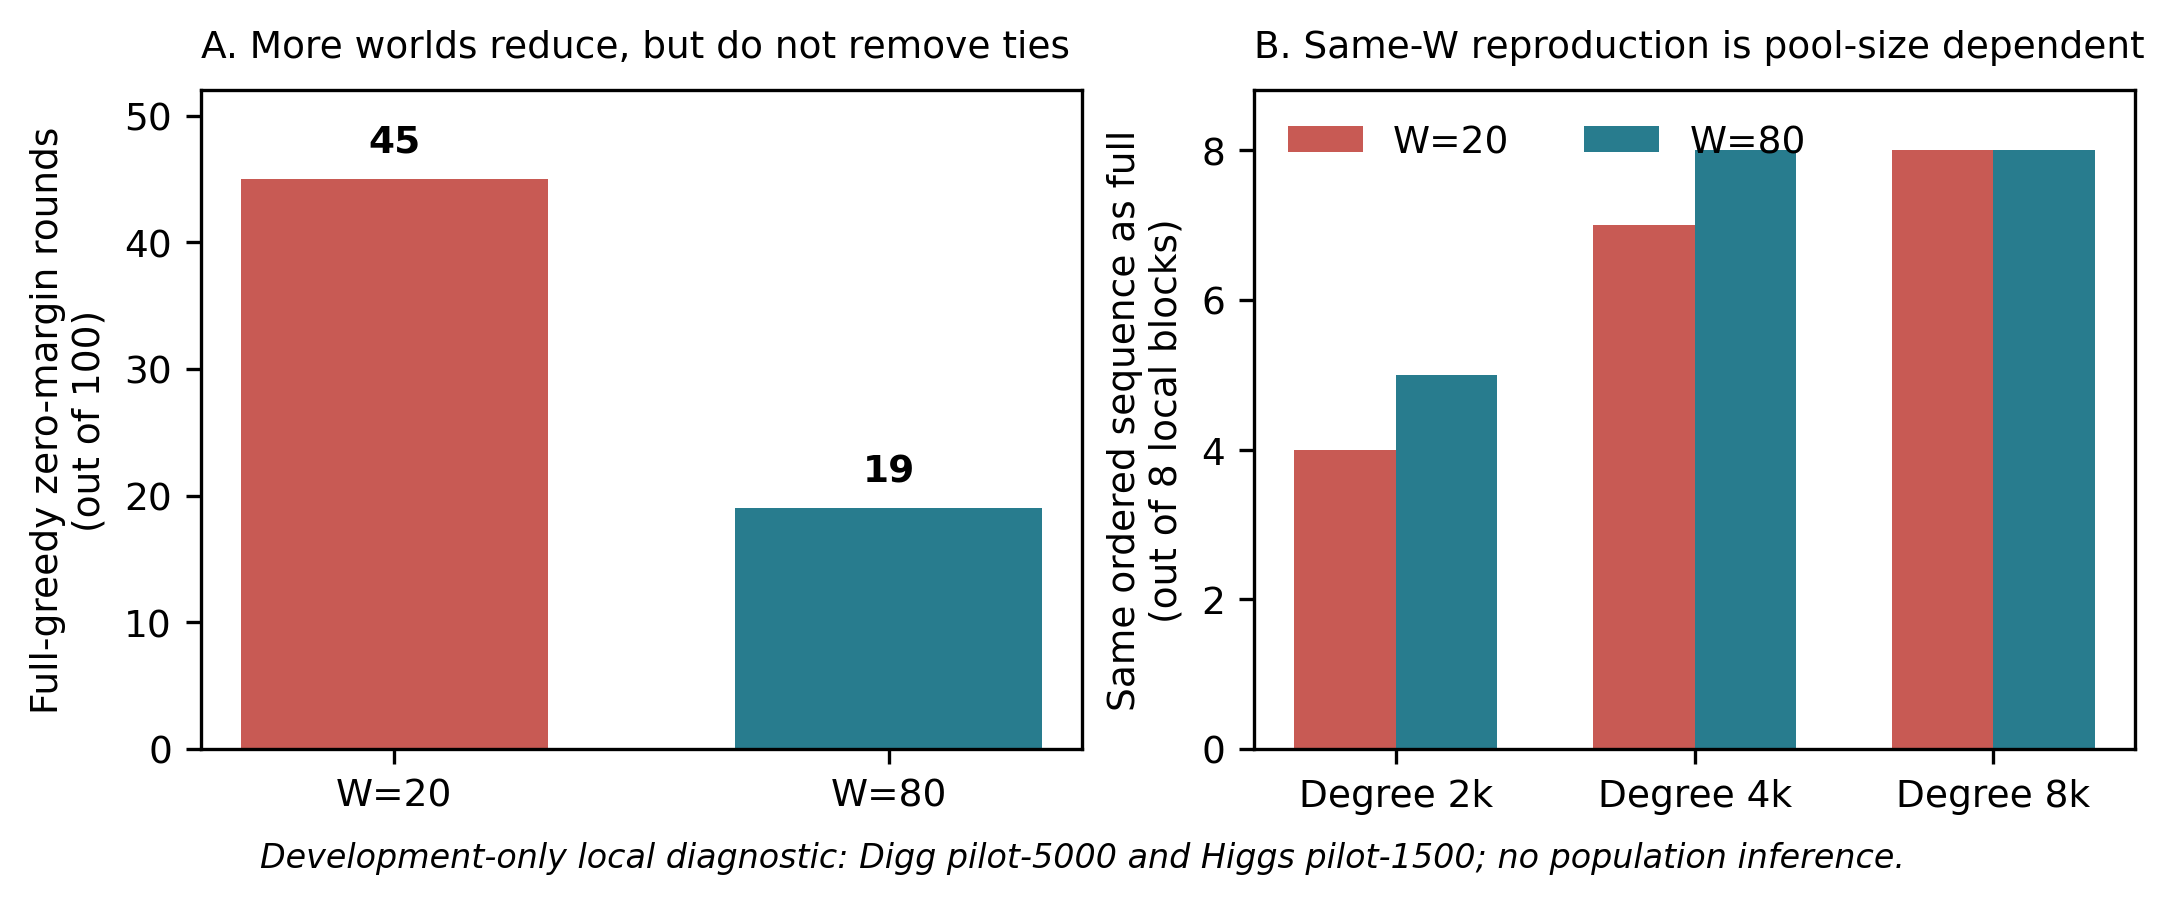 A. More worlds reduce, but do not remove ties
Full-greedy zero-margin rounds
(out of 100)
50
40
30
20
10
0
45
19
W=20
W=80
B. Same-W reproduction is pool-size dependent
Same ordered sequence as full
(out of 8 local blocks)
8
6
4
2
0
W=20
W=80
Degree 2k
Degree 4k
Degree 8k
Development-only local diagnostic: Digg pilot-5000 and Higgs pilot-1500; no population inference.